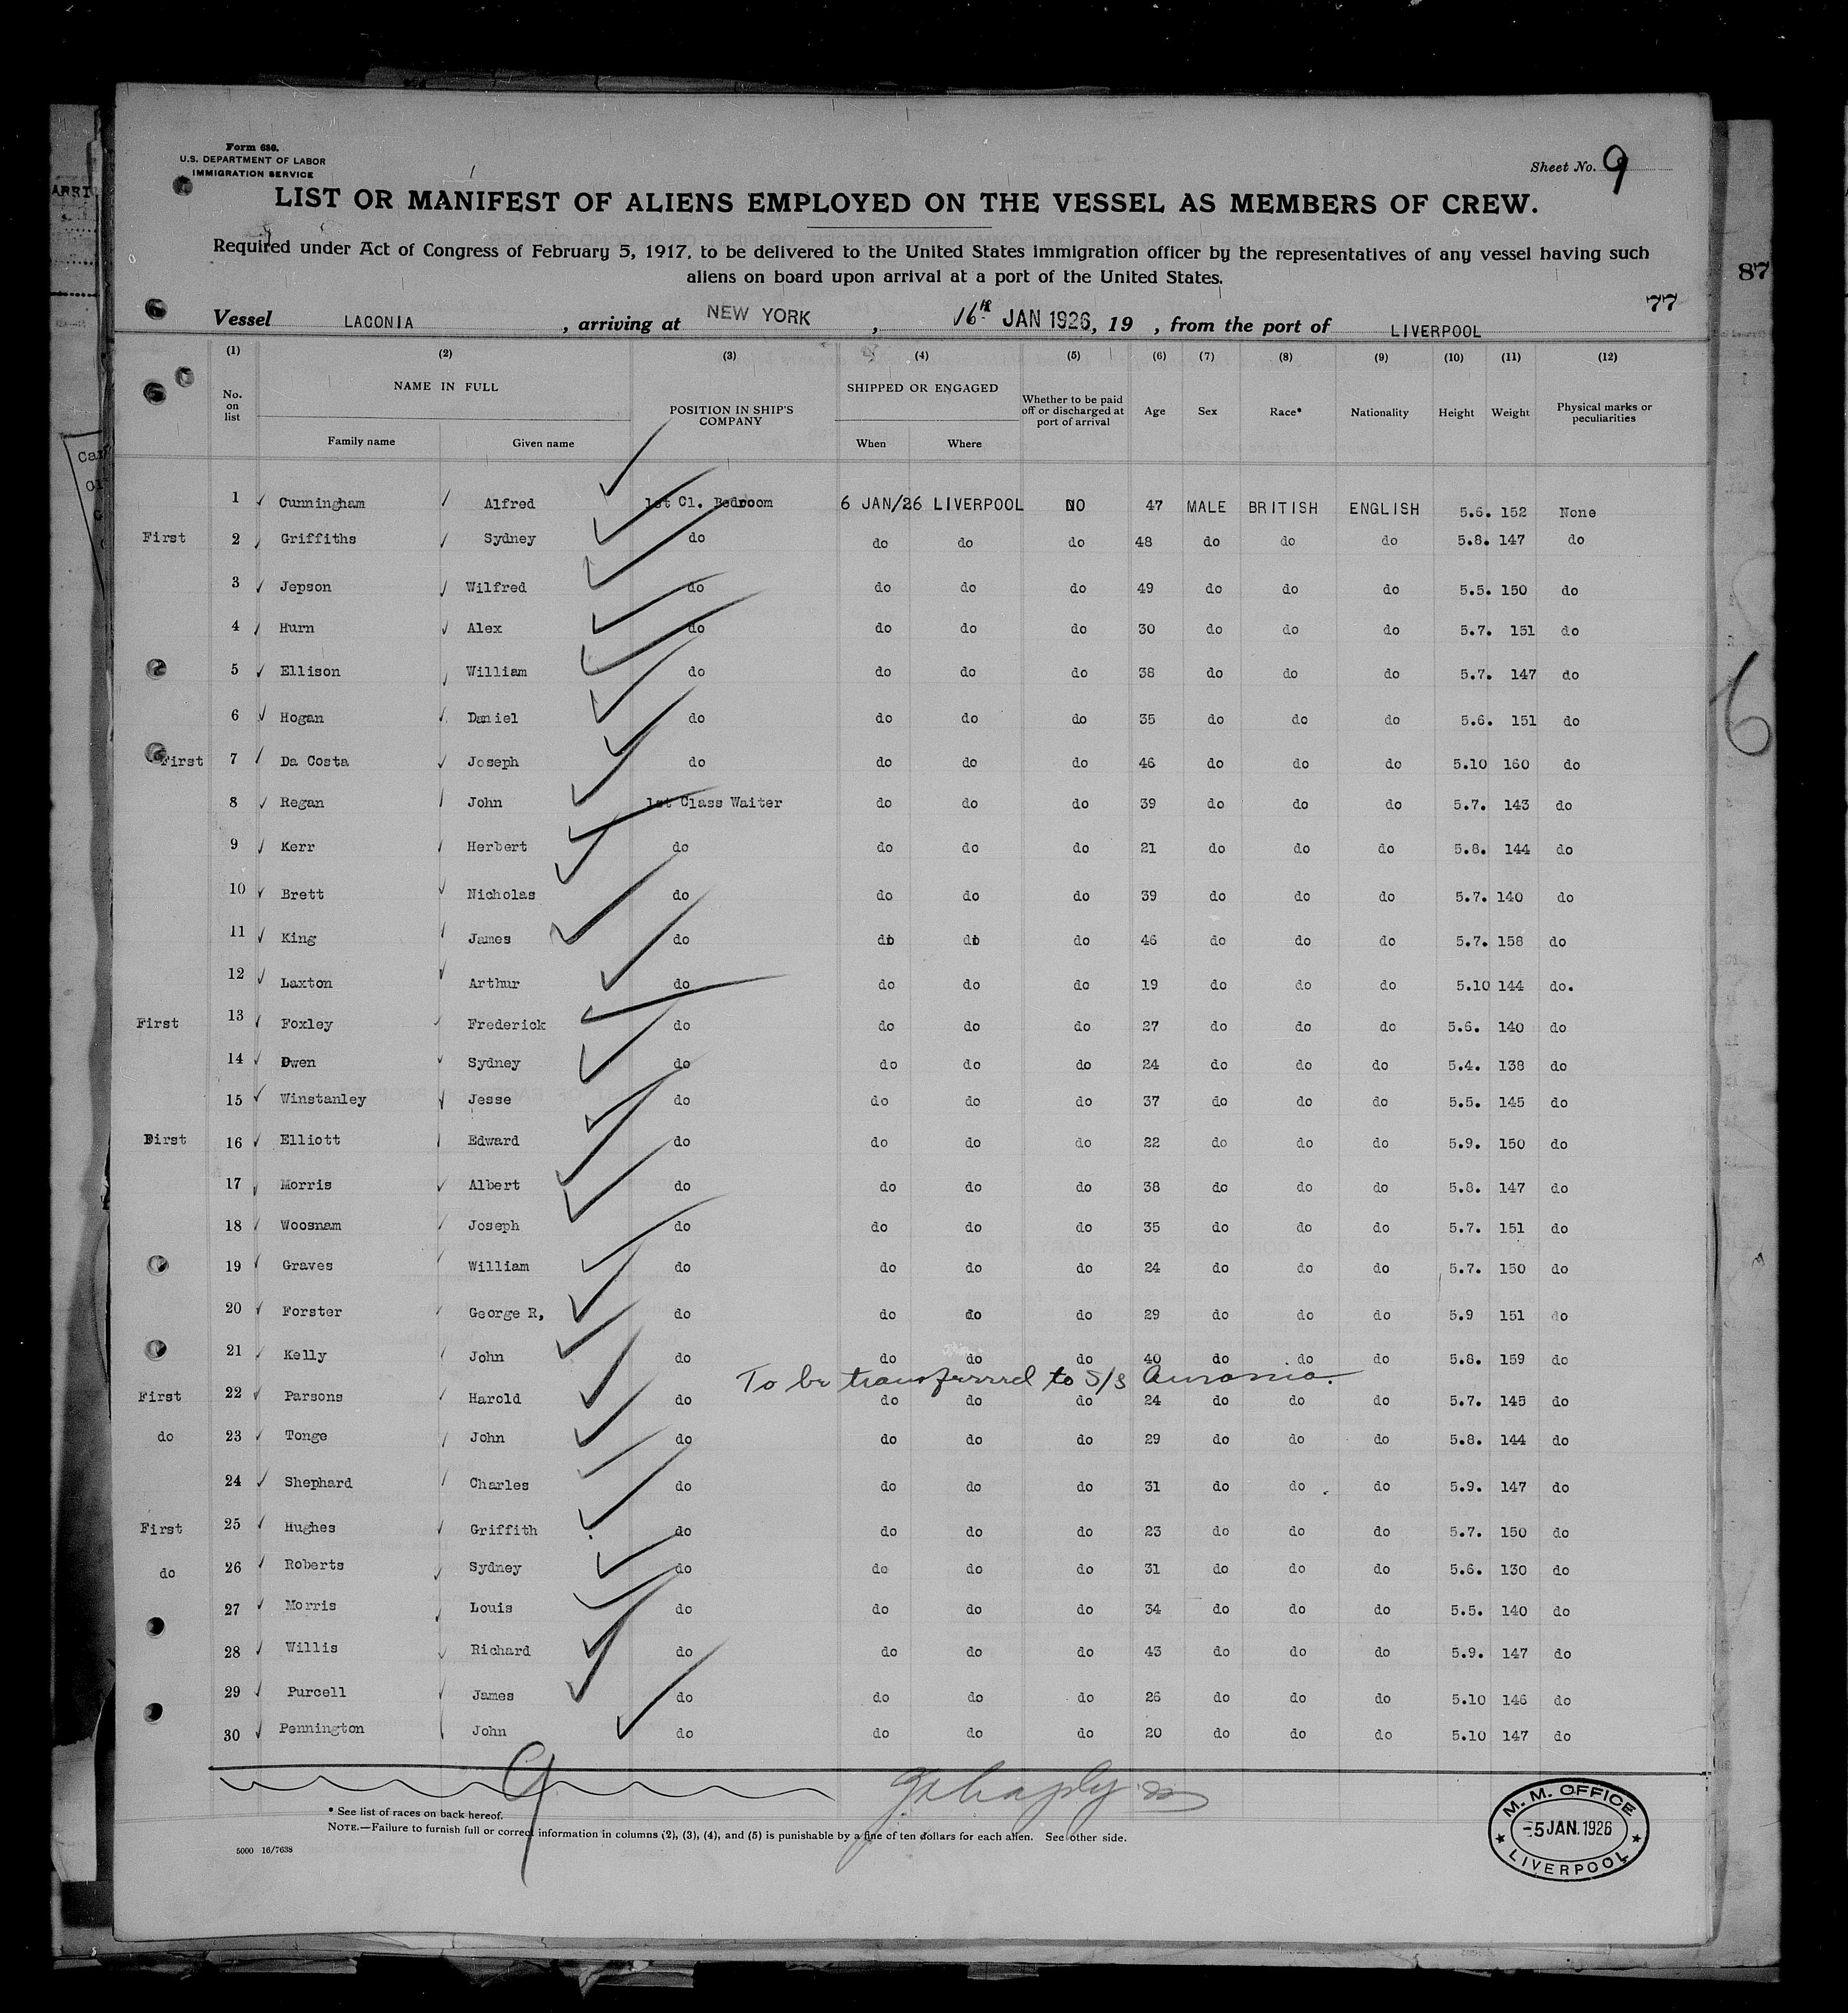 Form 680.
U.S. DEPARTMENT OF LABOR
IMMIGRATION SERVICE
Sheet No. 9
LIST OR MANIFEST OF ALIENS EMPLOYED ON THE VESSEL AS MEMBERS OF CREW.
Required under Act of Congress of February 5, 1917, to be delivered to the United States immigration officer by the representatives of any vessel having such
aliens on board upon arrival at a port of the United States.
87
77
Vessel LACONIA, arriving at NEW YORK, 16th JAN 1926, 19 , from the port of LIVERPOOL
(1) (2) (3) (4) (5) (6) (7) (8) (9) (10) (11) (12)
No. on list NAME IN FULL Family name Given name POSITION IN SHIP'S COMPANY SHIPPED OR ENGAGED When Where Whether to be paid off or discharged at port of arrival Age Sex Race* Nationality Height Weight Physical marks or peculiarities
1 Cunningham Alfred 1st Cl. Bedroom 6 JAN/26 LIVERPOOL NO 47 MALE BRITISH ENGLISH 5.6. 152 None
First 2 Griffiths Sydney do do do do 48 do do do 5.8. 147 do
3 Jepson Wilfred do do do do 49 do do do 5.5. 150 do
4 Hurn Alex do do do do 30 do do do 5.7. 151 do
5 Ellison William do do do do 38 do do do 5.7. 147 do
6 Hogan Daniel do do do do 35 do do do 5.6. 151 do
First 7 Da Costa Joseph do do do do 46 do do do 5.10 160 do
8 Regan John 1st Class Waiter do do do 39 do do do 5.7. 143 do
9 Kerr Herbert do do do do 21 do do do 5.8. 144 do
10 Brett Nicholas do do do do 39 do do do 5.7. 140 do
11 King James do do do do 46 do do do 5.7. 158 do
12 Laxton Arthur do do do do 19 do do do 5.10 144 do.
First 13 Foxley Frederick do do do do 27 do do do 5.6. 140 do
14 Owen Sydney do do do do 24 do do do 5.4. 138 do
15 Winstanley Jesse do do do do 37 do do do 5.5. 145 do
First 16 Elliott Edward do do do do 22 do do do 5.9. 150 do
17 Morris Albert do do do do 38 do do do 5.8. 147 do
18 Woosnam Joseph do do do do 35 do do do 5.7. 151 do
19 Graves William do do do do 24 do do do 5.7. 150 do
20 Forster George R, do do do do 29 do do do 5.9 151 do
21 Kelly John do do do do 40 do do do 5.8. 159 do
To be transferred to S/S Ausonia.
First 22 Parsons Harold do do do do 24 do do do 5.7. 145 do
do 23 Tonge John do do do do 29 do do do 5.8. 144 do
24 Shephard Charles do do do do 31 do do do 5.9. 147 do
First 25 Hughes Griffith do do do do 23 do do do 5.7. 150 do
do 26 Roberts Sydney do do do do 31 do do do 5.6. 130 do
27 Morris Louis do do do do 34 do do do 5.5. 140 do
28 Willis Richard do do do do 43 do do do 5.9. 147 do
29 Purcell James do do do do 26 do do do 5.10 146 do
30 Pennington John do do do do 20 do do do 5.10 147 do
9
* See list of races on back hereof.
NOTE.—Failure to furnish full or correct information in columns (2), (3), (4), and (5) is punishable by a fine of ten dollars for each alien. See other side.
5000 16/7638
M. M. OFFICE
-5 JAN. 1926
LIVERPOOL
6